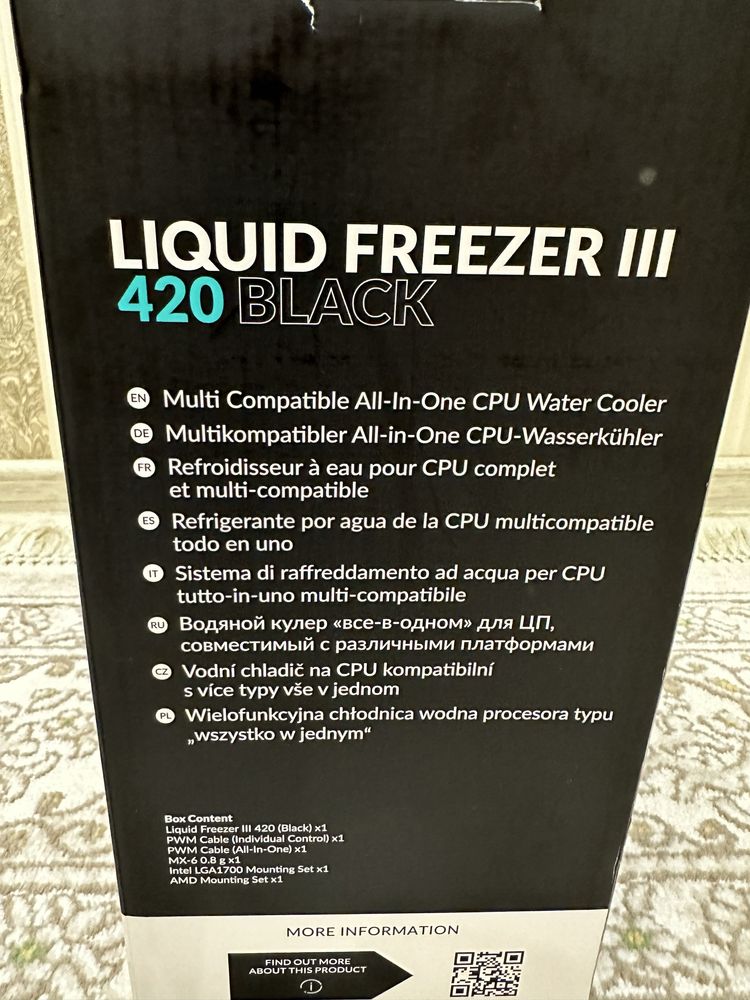 LIQUID FREEZER III
420 BLACK
EN Multi Compatible All-In-One CPU Water Cooler
DE Multikompatibler All-in-One CPU-Wasserkühler
FR Refroidisseur à eau pour CPU complet
et multi-compatible
ES Refrigerante por agua de la CPU multicompatible
todo en uno
IT Sistema di raffreddamento ad acqua per CPU
tutto-in-uno multi-compatibile
RU Водяной кулер «все-в-одном» для ЦП,
совместимый с различными платформами
CZ Vodní chladič na CPU kompatibilní
s více typy vše v jednom
PL Wielofunkcyjna chłodnica wodna procesora typu
„wszystko w jednym“
Box Content
Liquid Freezer III 420 (Black) x1
PWM Cable (Individual Control) x1
PWM Cable (All-In-One) x1
MX-6 0.8 g x1
Intel LGA1700 Mounting Set x1
AMD Mounting Set x1
MORE INFORMATION
FIND OUT MORE
ABOUT THIS PRODUCT
i